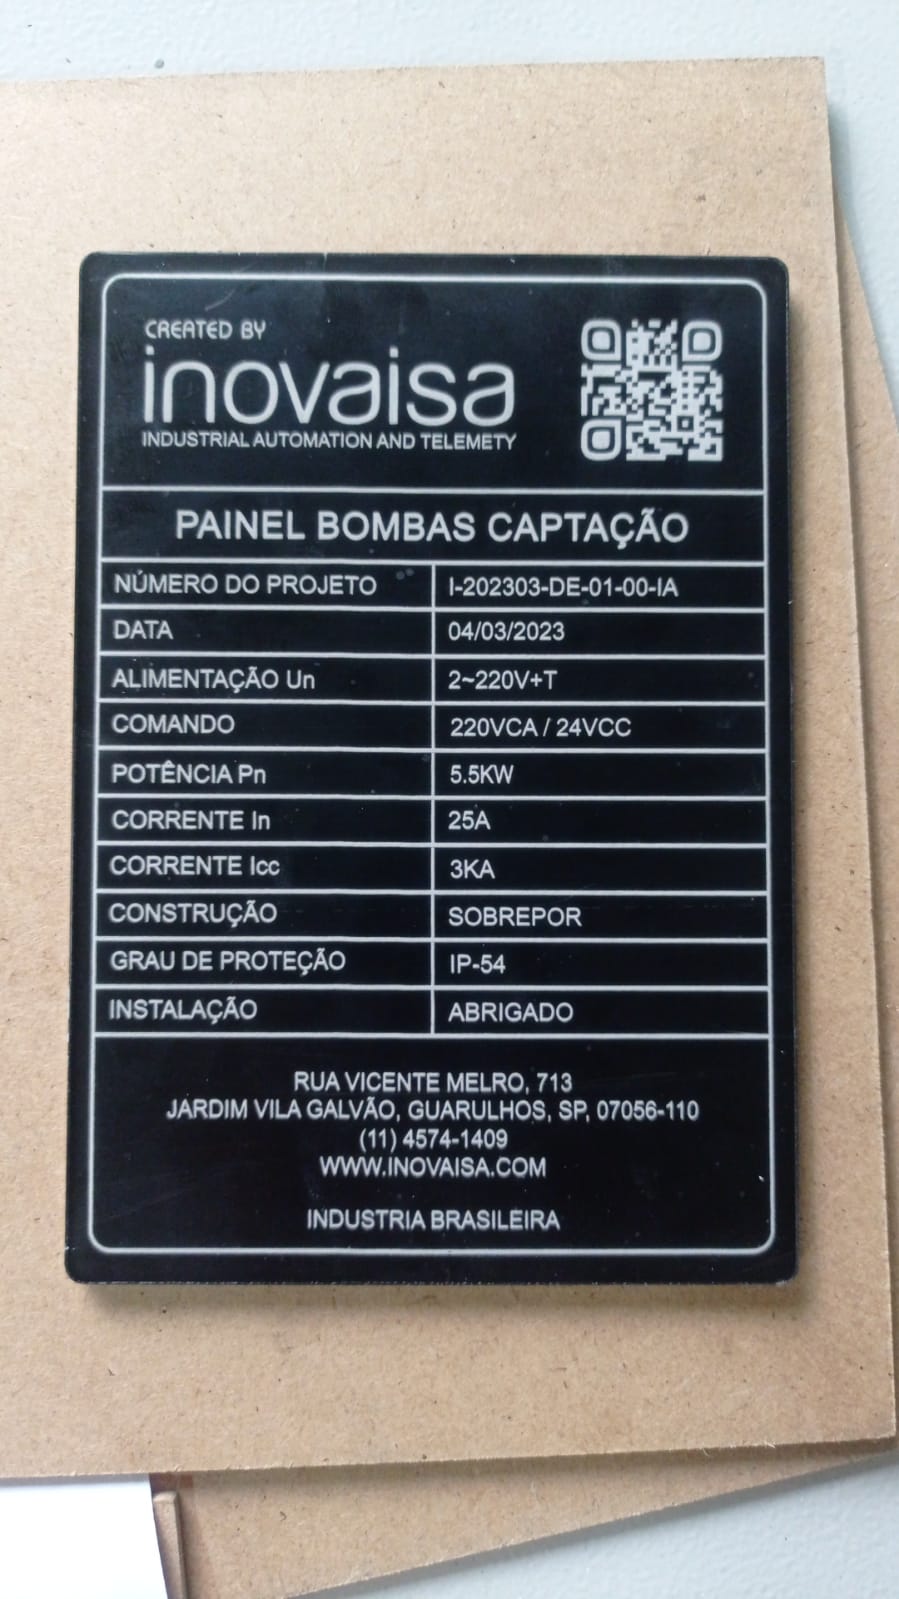 CREATED BY
inovaisa
INDUSTRIAL AUTOMATION AND TELEMETY
PAINEL BOMBAS CAPTAÇÃO
NÚMERO DO PROJETO I-202303-DE-01-00-IA
DATA 04/03/2023
ALIMENTAÇÃO Un 2~220V+T
COMANDO 220VCA / 24VCC
POTÊNCIA Pn 5.5KW
CORRENTE In 25A
CORRENTE Icc 3KA
CONSTRUÇÃO SOBREPOR
GRAU DE PROTEÇÃO IP-54
INSTALAÇÃO ABRIGADO
RUA VICENTE MELRO, 713
JARDIM VILA GALVÃO, GUARULHOS, SP, 07056-110
(11) 4574-1409
WWW.INOVAISA.COM
INDUSTRIA BRASILEIRA